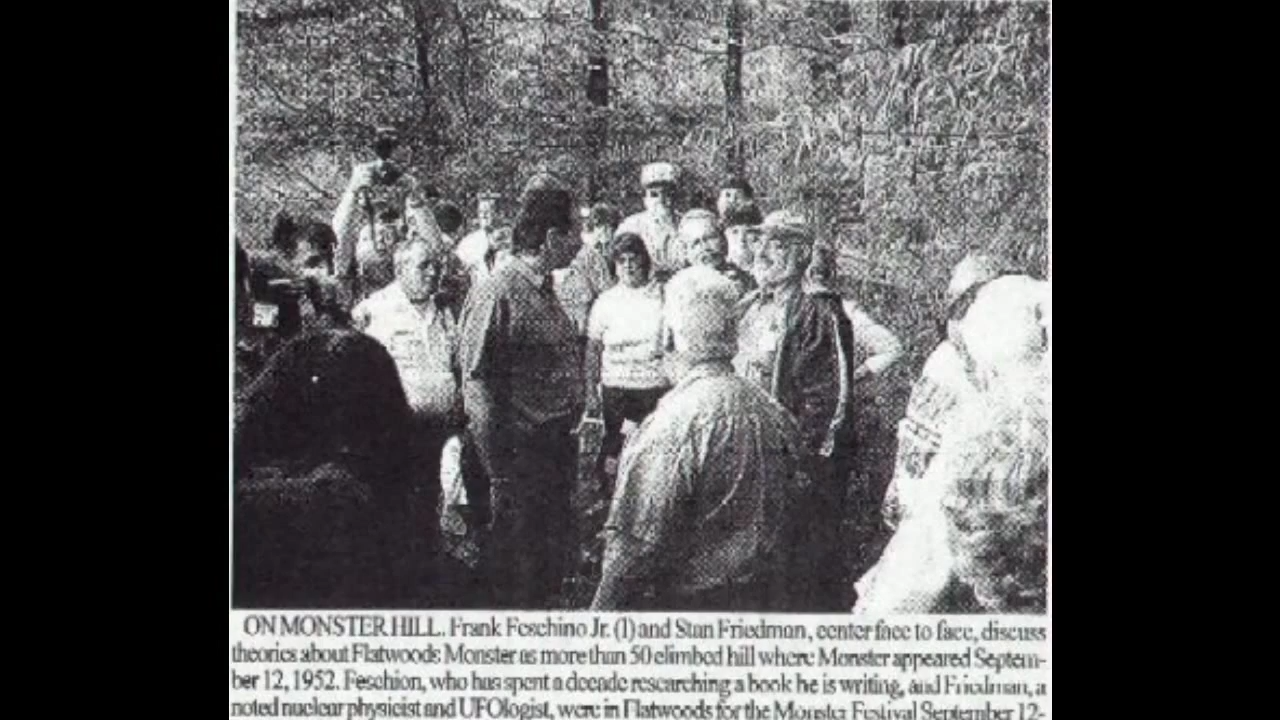 ON MONSTER HILL. Frank Feschino Jr. (l) and Stan Friedman, center face to face, discuss
theories about Flatwoods Monster as more than 50 climbed hill where Monster appeared Septem-
ber 12, 1952. Feschion, who has spent a decade researching a book he is writing, and Friedman, a
noted nuclear physicist and UFOlogist, were in Flatwoods for the Monster Festival September 12-